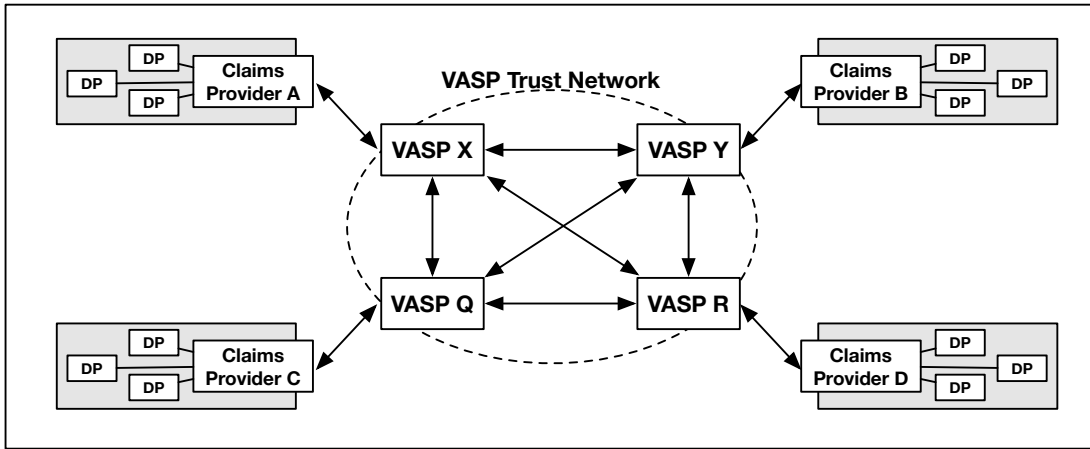 DP
DP
DP
Claims
Provider A
VASP Trust Network
Claims
Provider B
DP
DP
DP
VASP X
VASP Y
VASP Q
VASP R
DP
DP
DP
Claims
Provider C
Claims
Provider D
DP
DP
DP